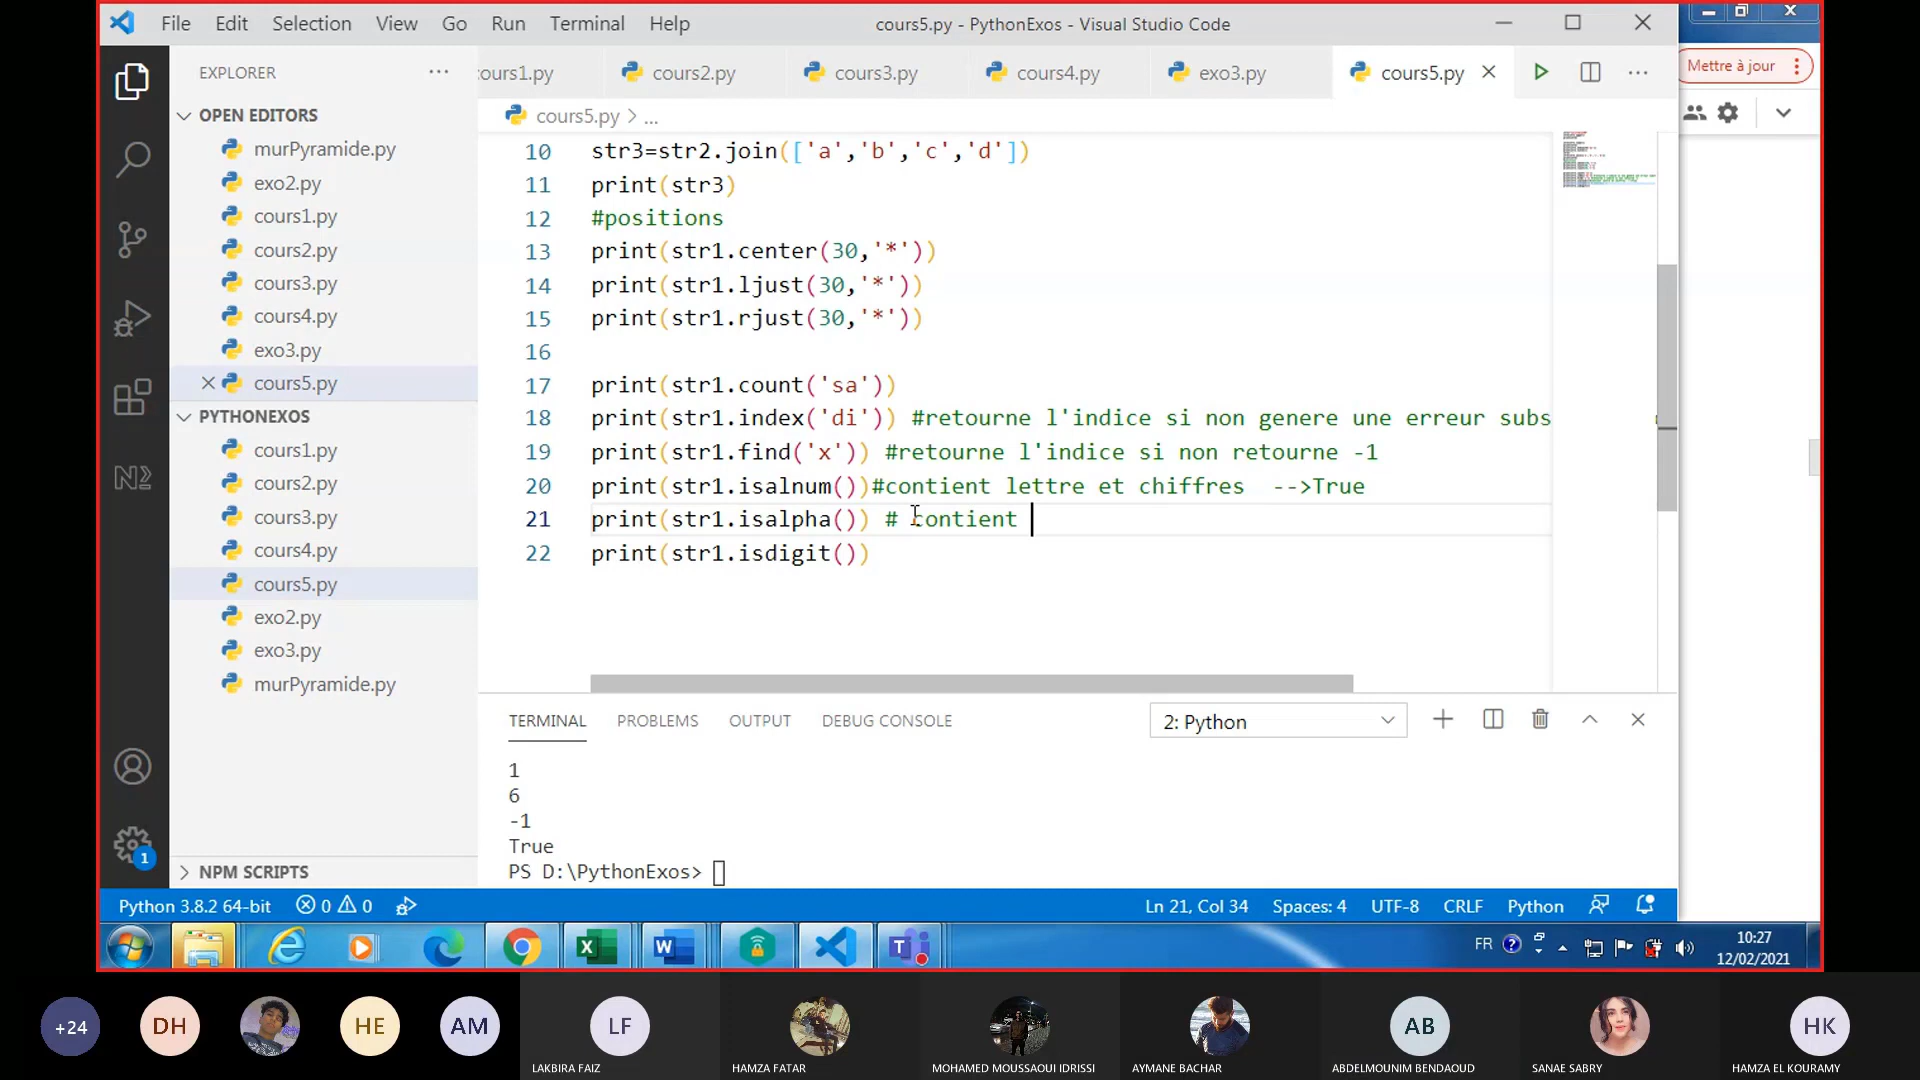 File Edit Selection View Go Run Terminal Help cours5.py - PythonExos - Visual Studio Code
Mettre à jour
EXPLORER
ours1.py cours2.py cours3.py cours4.py exo3.py cours5.py
OPEN EDITORS
murPyramide.py
exo2.py
cours1.py
cours2.py
cours3.py
cours4.py
exo3.py
cours5.py
PYTHONEXOS
cours1.py
cours2.py
cours3.py
cours4.py
cours5.py
exo2.py
exo3.py
murPyramide.py
NPM SCRIPTS
cours5.py > ...
10 str3=str2.join(['a','b','c','d'])
11 print(str3)
12 #positions
13 print(str1.center(30,'*'))
14 print(str1.ljust(30,'*'))
15 print(str1.rjust(30,'*'))
16
17 print(str1.count('sa'))
18 print(str1.index('di')) #retourne l'indice si non genere une erreur subs
19 print(str1.find('x')) #retourne l'indice si non retourne -1
20 print(str1.isalnum())#contient lettre et chiffres -->True
21 print(str1.isalpha()) # contient
22 print(str1.isdigit())
TERMINAL PROBLEMS OUTPUT DEBUG CONSOLE 2: Python
1
6
-1
True
PS D:\PythonExos>
1
Python 3.8.2 64-bit 0 0 Ln 21, Col 34 Spaces: 4 UTF-8 CRLF Python
FR 10:27
12/02/2021
+24 DH HE AM LF AB HK
LAKBIRA FAIZ HAMZA FATAR MOHAMED MOUSSAOUI IDRISSI AYMANE BACHAR ABDELMOUNIM BENDAOUD SANAE SABRY HAMZA EL KOURAMY